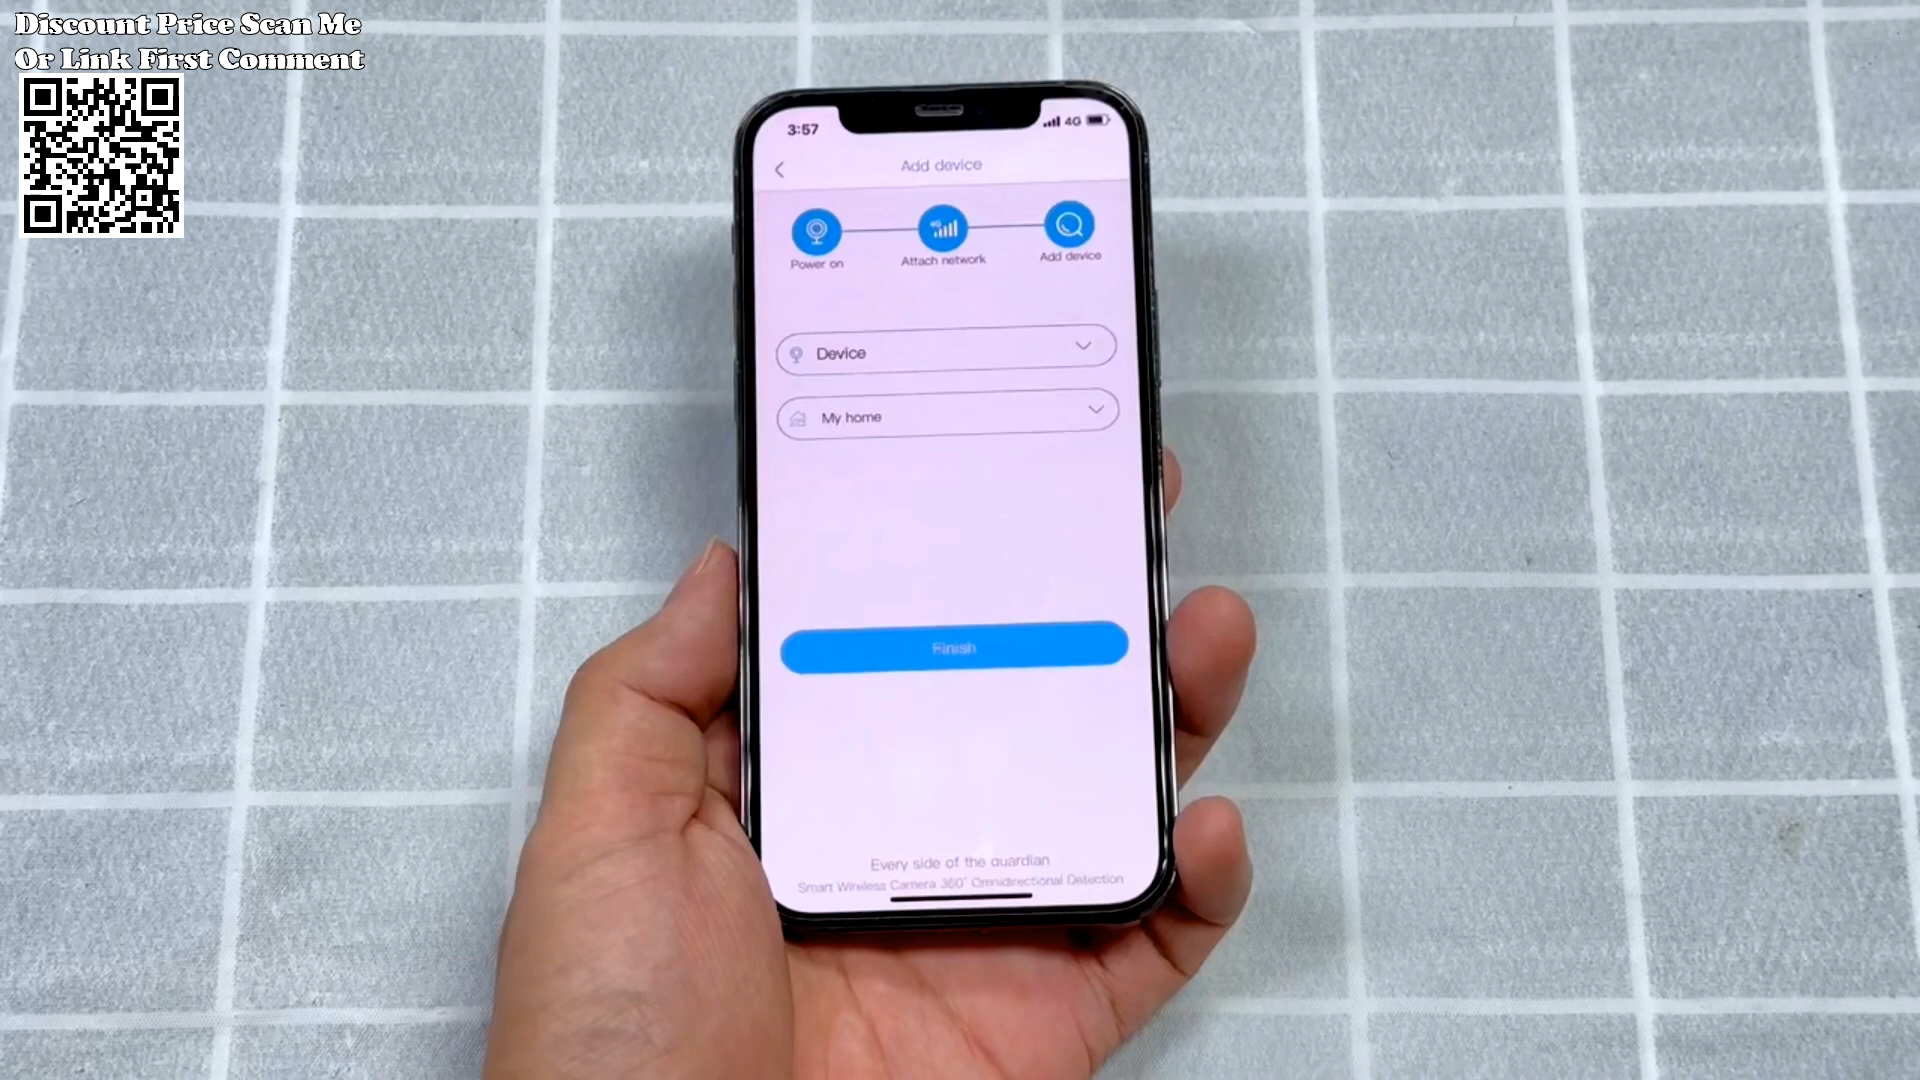 Discount Price Scan Me
Or Link First Comment
3:57
4G
Add device
Power on
Attach network
Add device
Device
My home
Finish
Every side of the guardian
Smart Wireless Camera 360° Omnidirectional Detection